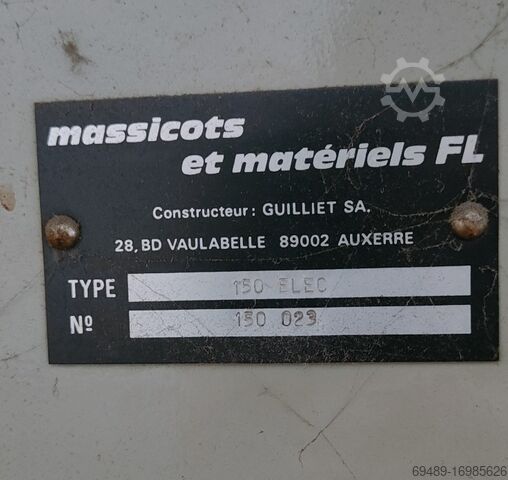 massicots
et matériels FL
Constructeur: GUILLIET SA.
28, BD VAULABELLE 89002 AUXERRE
TYPE 150 ELEC
Nº 150 023
69489-16985626